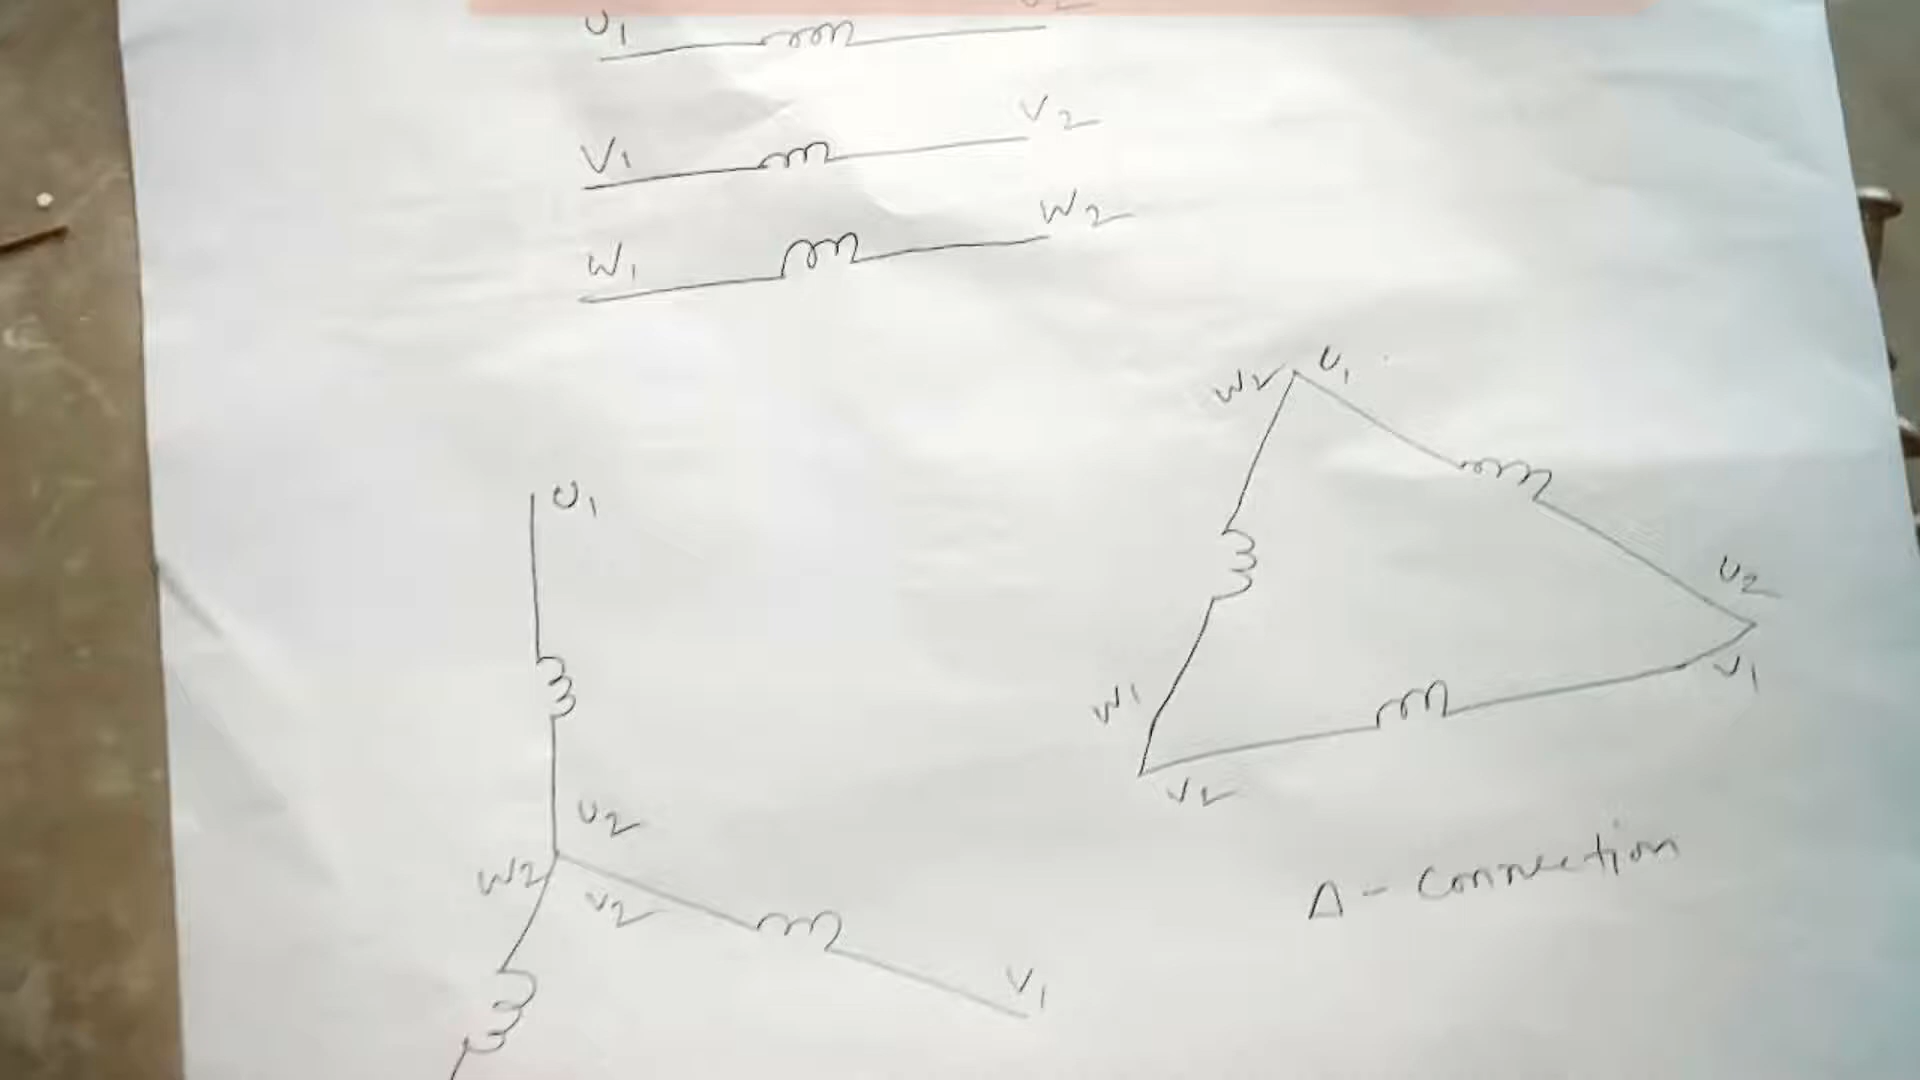 U1
V1 V2
W1 W2
W2 U1
U1
U2
W1 V1
V2
U2
Δ - Connection
W2
V2
V1